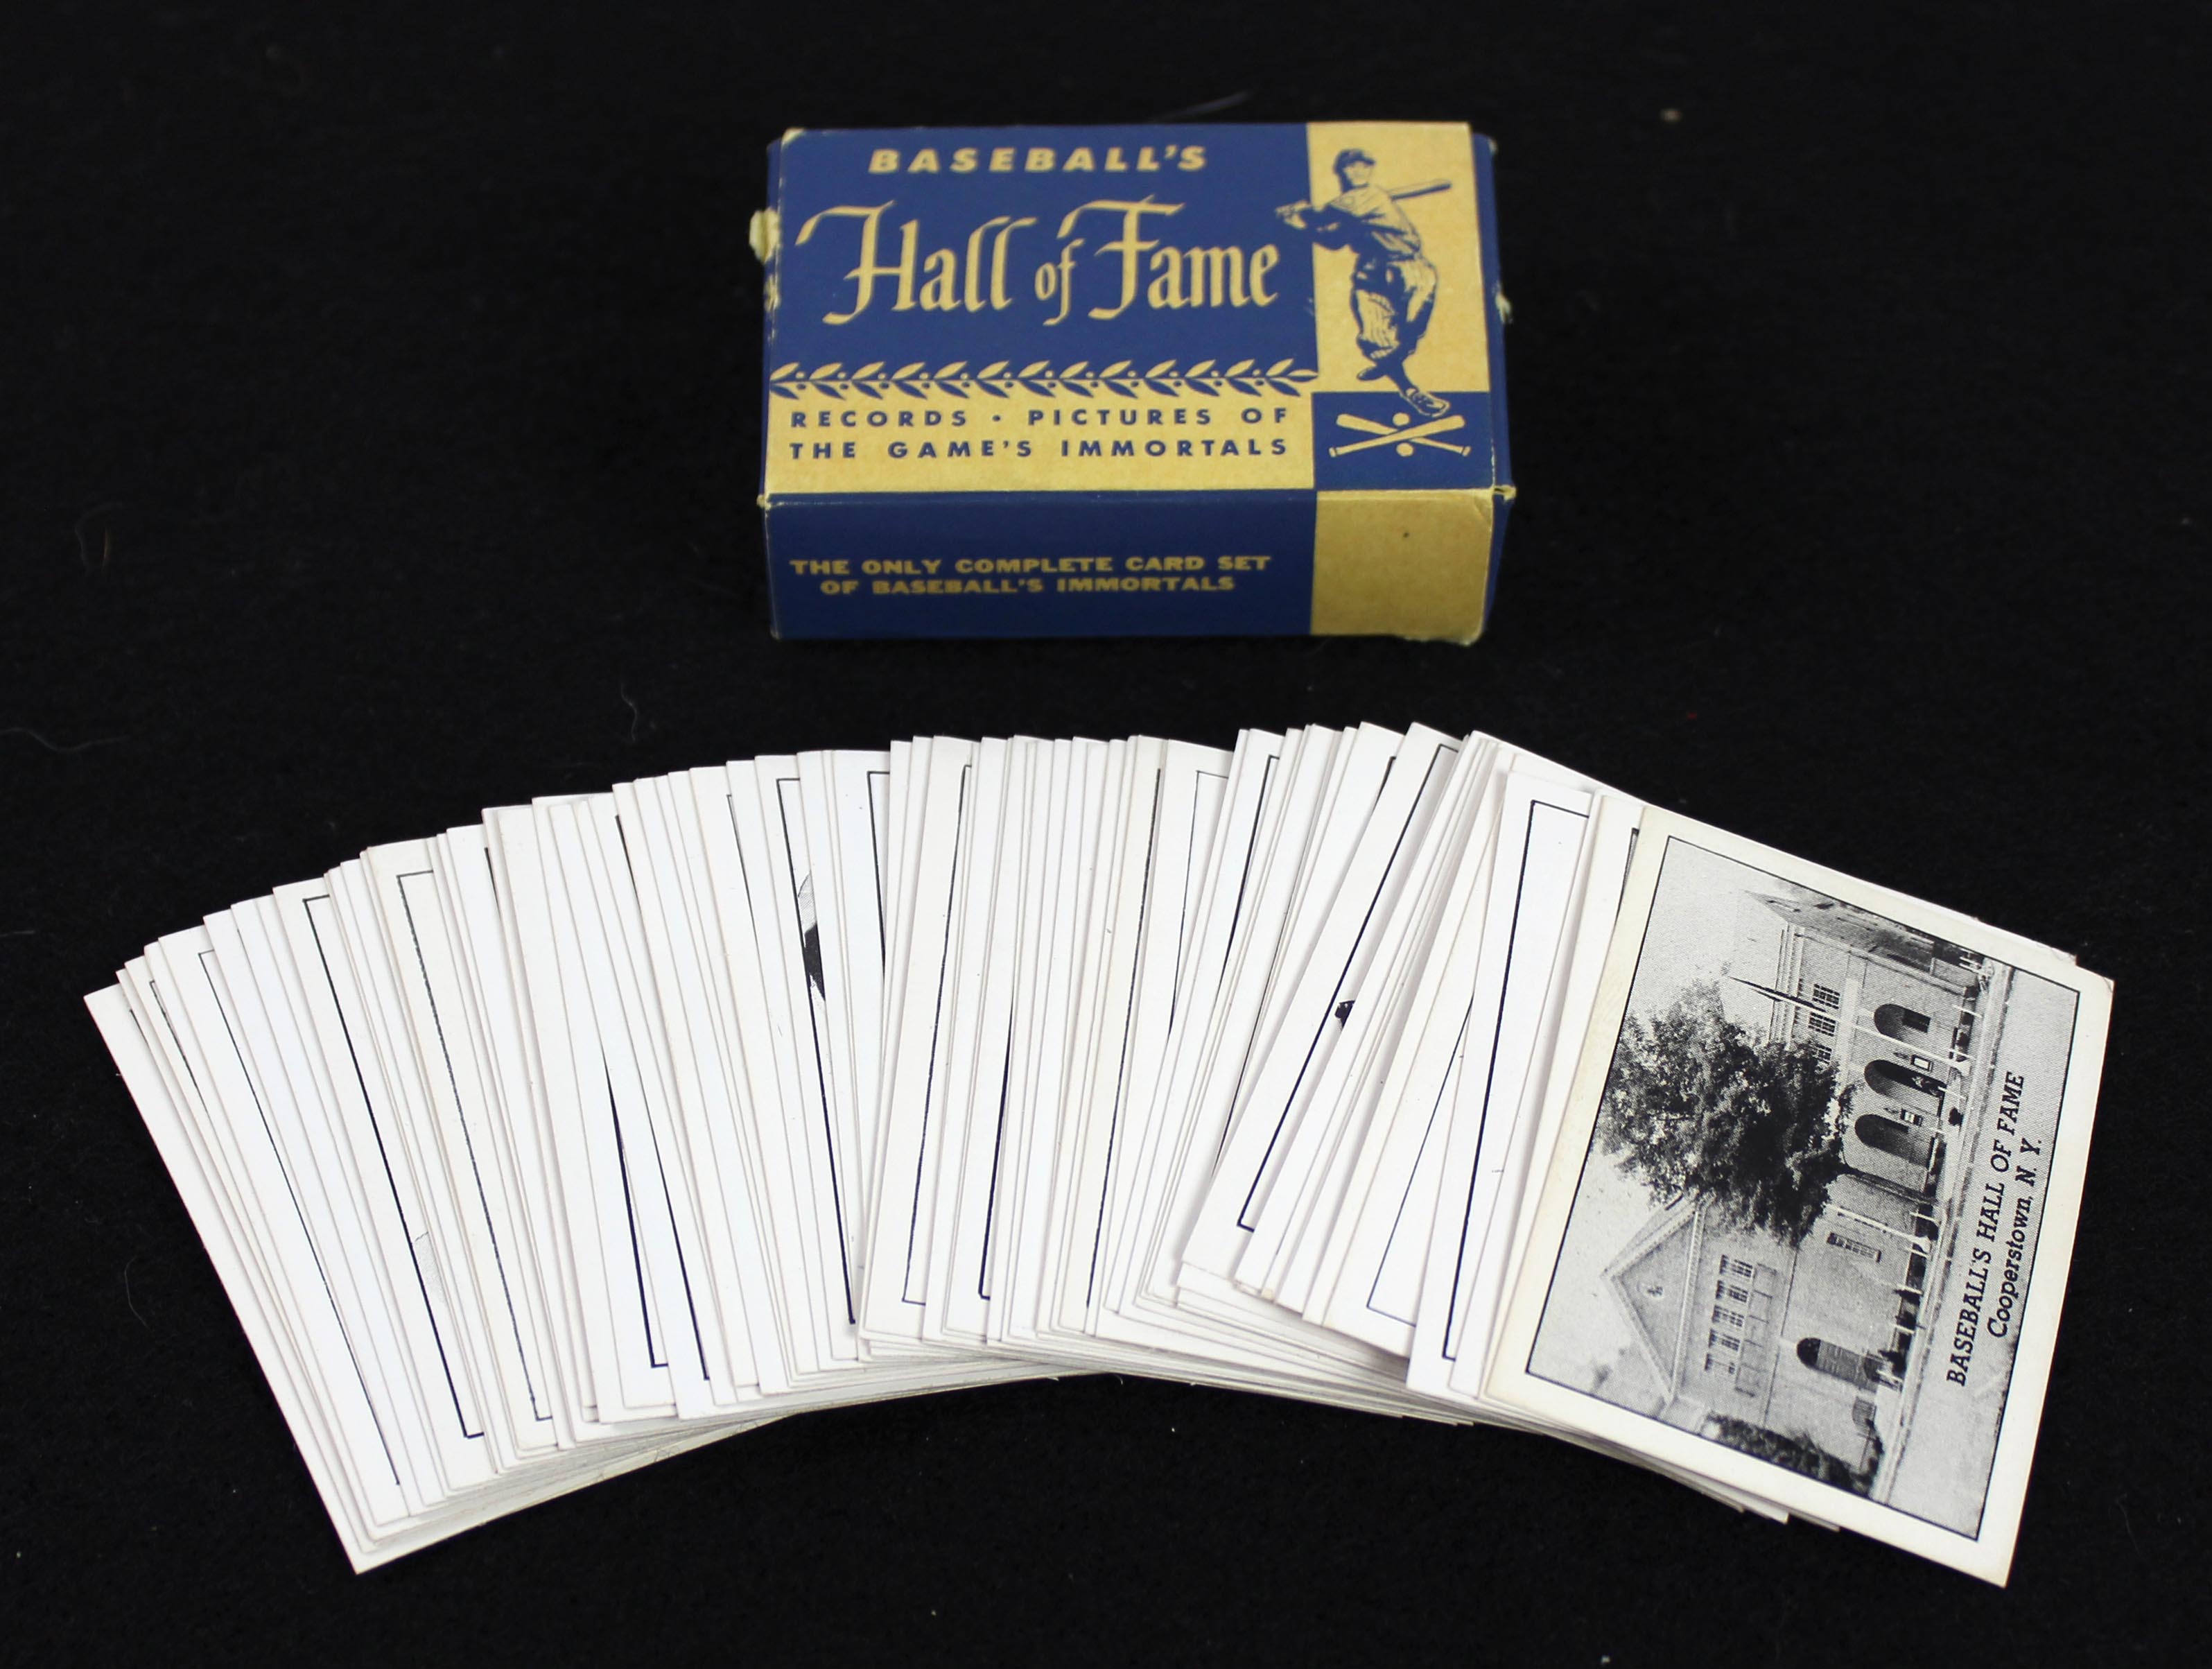 BASEBALL'S
Hall of Fame
RECORDS • PICTURES OF
THE GAME'S IMMORTALS
THE ONLY COMPLETE CARD SET
OF BASEBALL'S IMMORTALS
BASEBALL'S HALL OF FAME
Cooperstown, N. Y.